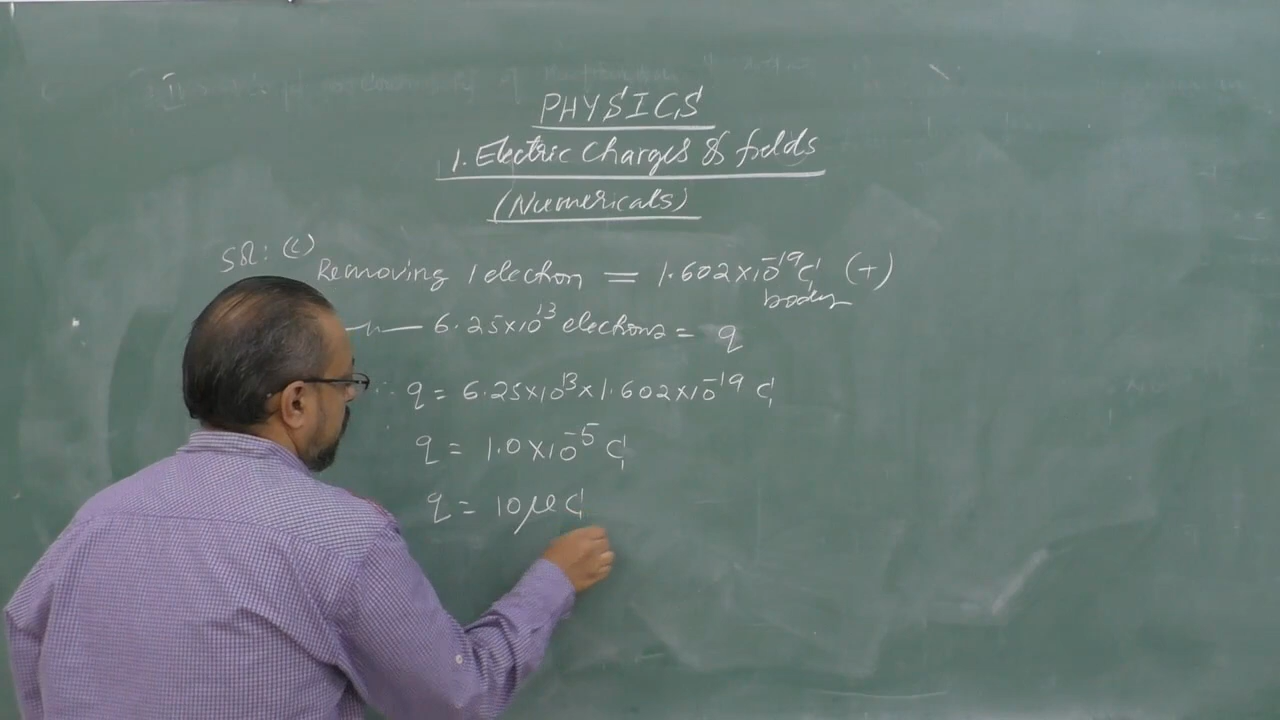 PHYSICS
1. Electric Charges & fields
(Numericals)
Sol: (c)
Removing 1 electron = 1.602×10⁻¹⁹C (+)
body
—〃— 6.25×10¹³ electrons = q
∴ q = 6.25×10¹³×1.602×10⁻¹⁹ C
q = 1.0×10⁻⁵ C
q = 10μC